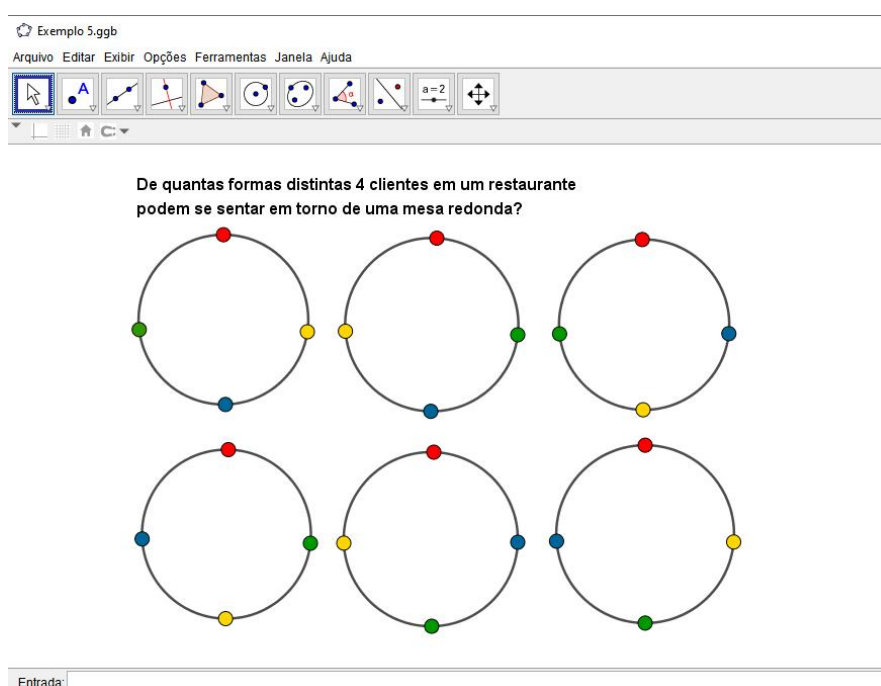 Exemplo 5.ggb
Arquivo Editar Exibir Opções Ferramentas Janela Ajuda
A
α
a=2
De quantas formas distintas 4 clientes em um restaurante
podem se sentar em torno de uma mesa redonda?
Entrada: